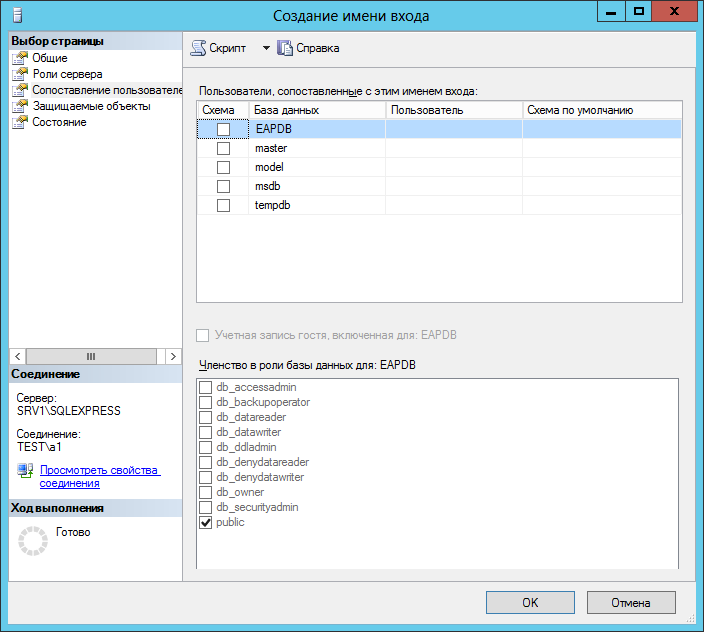 Создание имени входа
Выбор страницы
Общие
Роли сервера
Сопоставление пользователе
Защищаемые объекты
Состояние
Скрипт
Справка
Пользователи, сопоставленные с этим именем входа:
Схема База данных Пользователь Схема по умолчанию
EAPDB
master
model
msdb
tempdb
Учетная запись гостя, включенная для: EAPDB
Членство в роли базы данных для: EAPDB
db_accessadmin
db_backupoperator
db_datareader
db_datawriter
db_ddladmin
db_denydatareader
db_denydatawriter
db_owner
db_securityadmin
public
Соединение
Сервер:
SRV1\SQLEXPRESS
Соединение:
TEST\a1
Просмотреть свойства
соединения
Ход выполнения
Готово
OK
Отмена